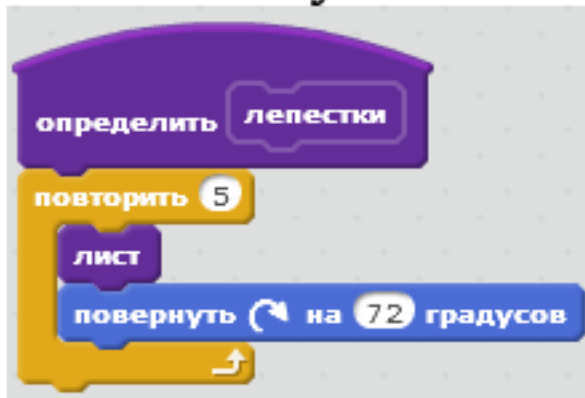 определить лепестки
повторить 5
лист
повернуть на 72 градусов